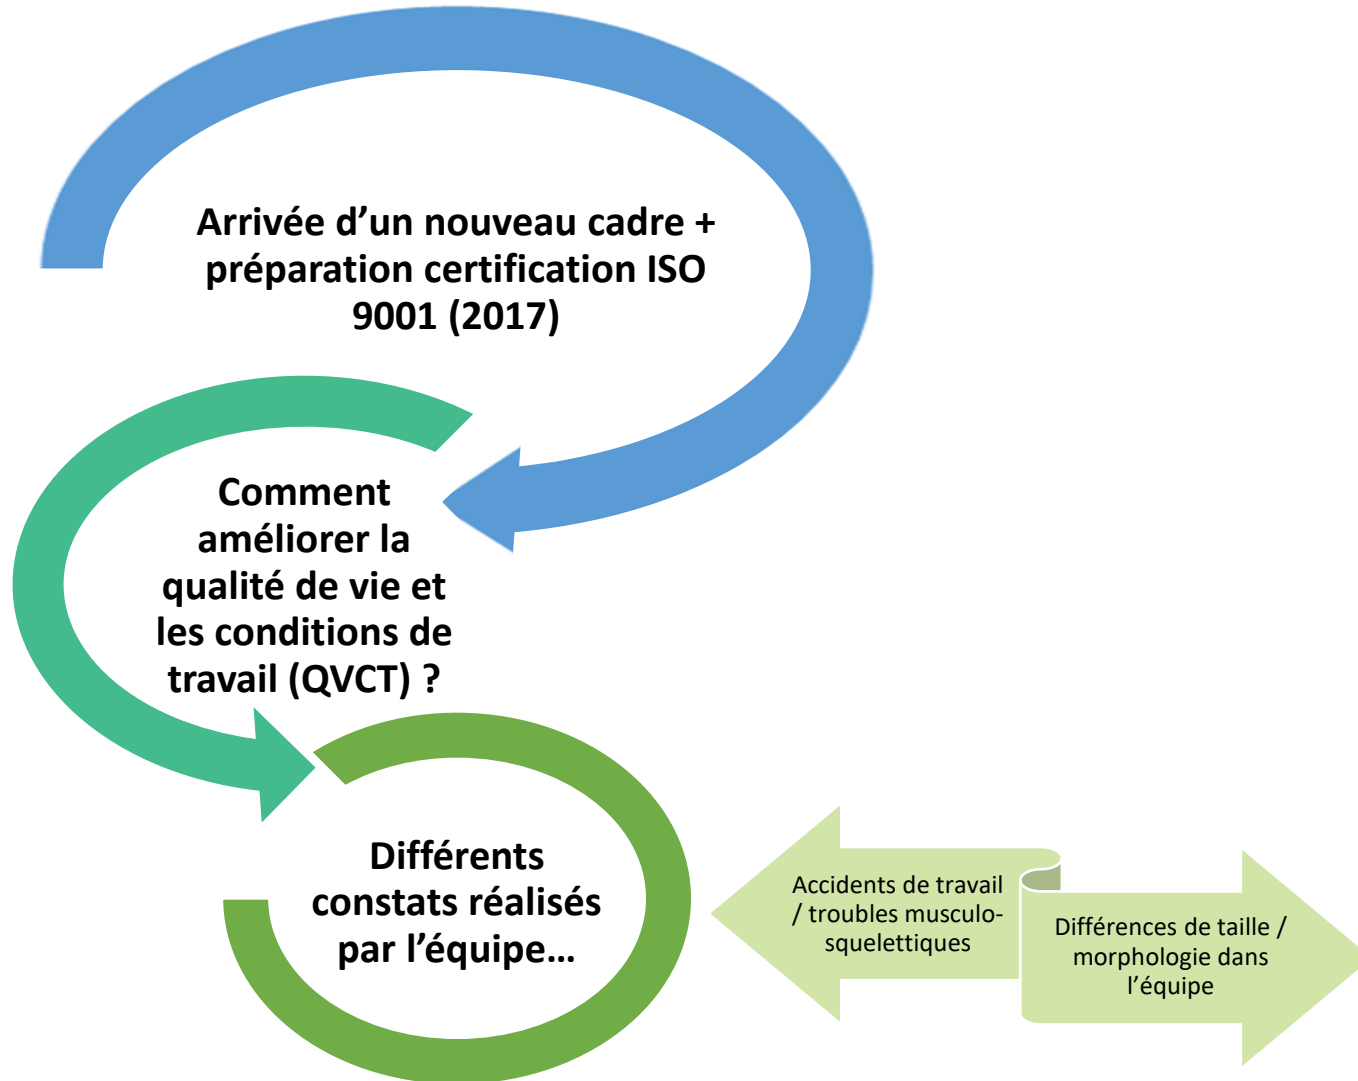 Arrivée d’un nouveau cadre +
préparation certification ISO
9001 (2017)
Comment
améliorer la
qualité de vie et
les conditions de
travail (QVCT) ?
Différents
constats réalisés
par l’équipe…
Accidents de travail
/ troubles musculo-
squelettiques
Différences de taille /
morphologie dans
l’équipe